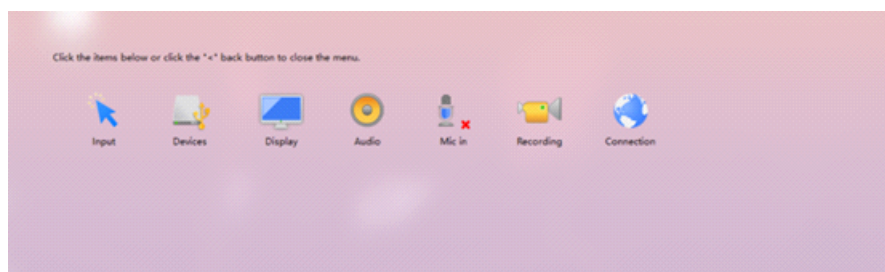 Click the items below or click the "<" back button to close the menu.
Input
Devices
Display
Audio
Mic in
Recording
Connection